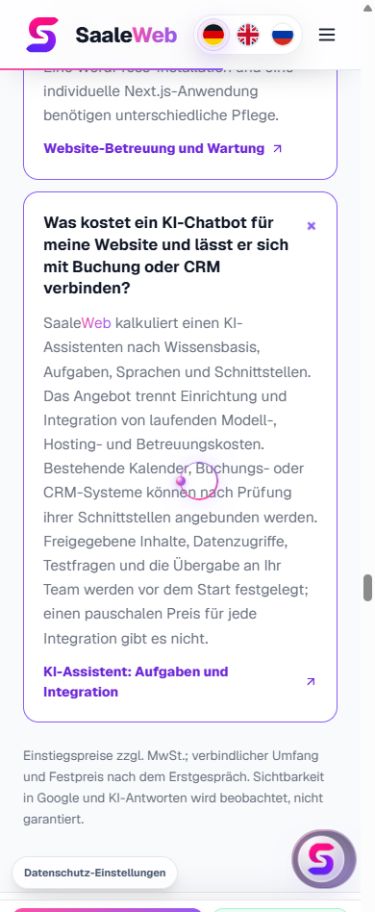 SaaleWeb
Eine WordPress-Installation und eine
individuelle Next.js-Anwendung
benötigen unterschiedliche Pflege.
Website-Betreuung und Wartung
Was kostet ein KI-Chatbot für
meine Website und lässt er sich
mit Buchung oder CRM
verbinden?
SaaleWeb kalkuliert einen KI-
Assistenten nach Wissensbasis,
Aufgaben, Sprachen und Schnittstellen.
Das Angebot trennt Einrichtung und
Integration von laufenden Modell-,
Hosting- und Betreuungskosten.
Bestehende Kalender, Buchungs- oder
CRM-Systeme können nach Prüfung
ihrer Schnittstellen angebunden werden.
Freigegebene Inhalte, Datenzugriffe,
Testfragen und die Übergabe an Ihr
Team werden vor dem Start festgelegt;
einen pauschalen Preis für jede
Integration gibt es nicht.
KI-Assistent: Aufgaben und
Integration
Einstiegspreise zzgl. MwSt.; verbindlicher Umfang
und Festpreis nach dem Erstgespräch. Sichtbarkeit
in Google und KI-Antworten wird beobachtet, nicht
garantiert.
Datenschutz-Einstellungen